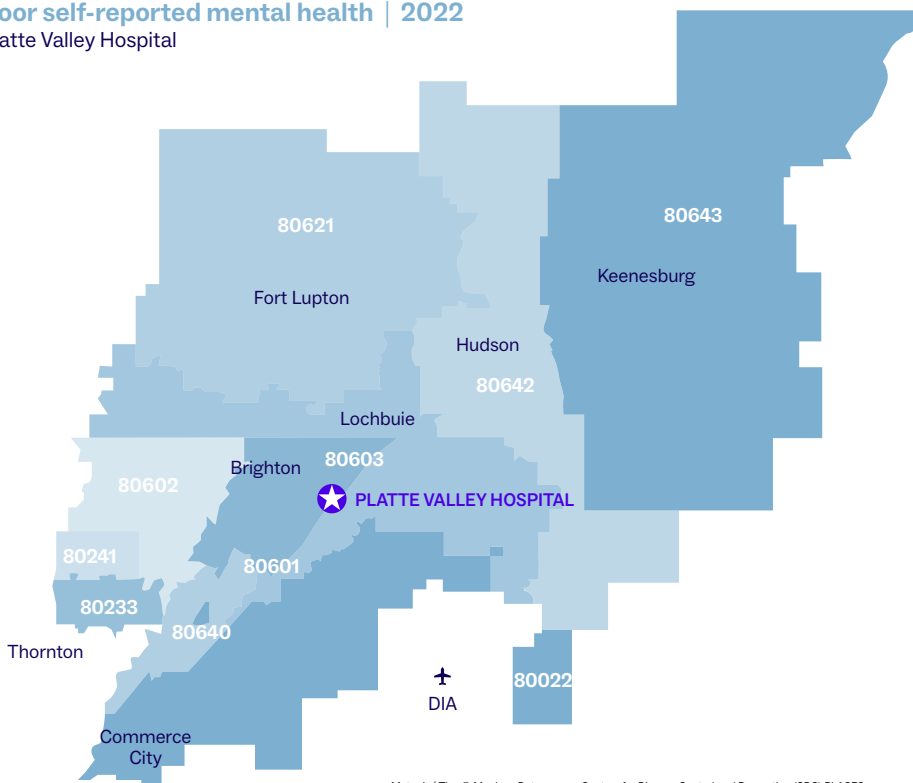 oor self-reported mental health | 2022
latte Valley Hospital
80643
80621
Keenesburg
Fort Lupton
Hudson
80642
Lochbuie
80603
Brighton
80602
PLATTE VALLEY HOSPITAL
80241
80601
80233
80640
Thornton
80022
DIA
Commerce
City